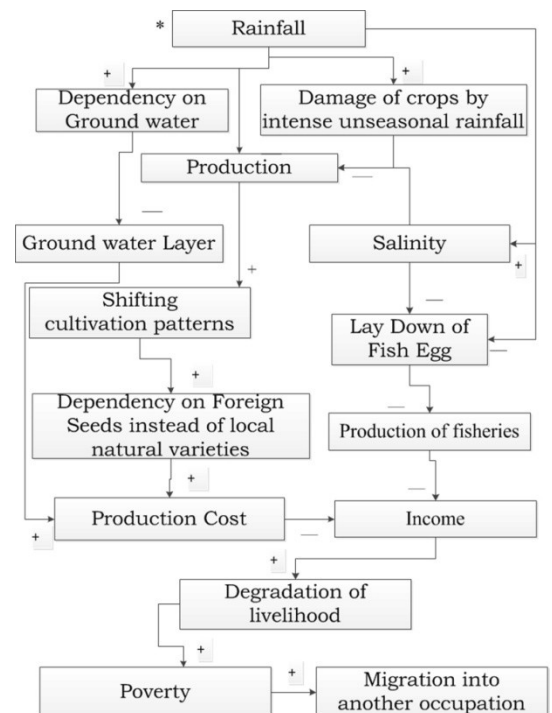 * Rainfall
+
+
Dependency on
Ground water
Damage of crops by
intense unseasonal rainfall
Production
—
—
Ground water Layer
Salinity
+
+
Shifting
cultivation patterns
—
Lay Down of
Fish Egg
—
+
Dependency on Foreign
Seeds instead of local
natural varieties
—
Production of fisheries
+
—
Production Cost
Income
+
—
+
Degradation of
livelihood
+
Poverty
+
Migration into
another occupation